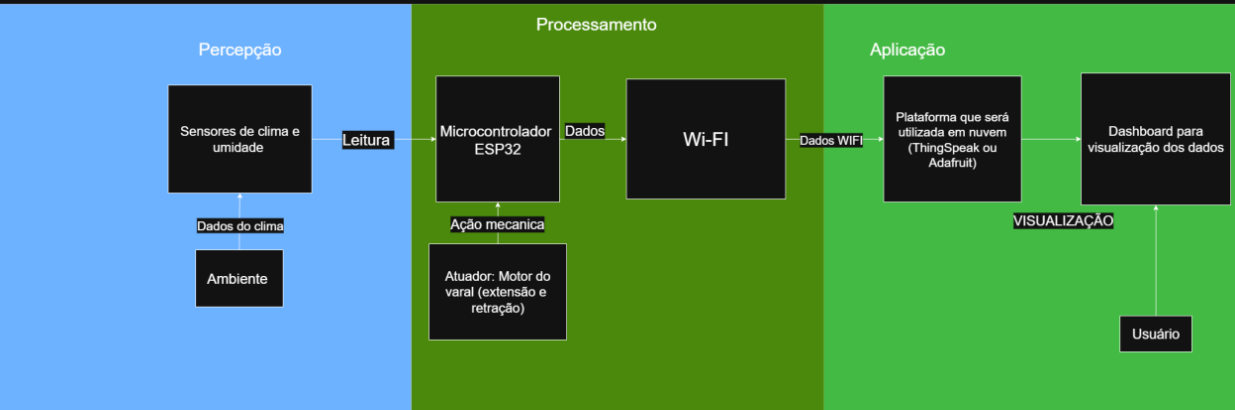 Percepção
Processamento
Aplicação
Sensores de clima e
umidade
Leitura
Microcontrolador
ESP32
Dados
Wi-FI
Dados WIFI
Plataforma que será
utilizada em nuvem
(ThingSpeak ou
Adafruit)
Dashboard para
visualização dos dados
Dados do clima
Ação mecanica
VISUALIZAÇÃO
Ambiente
Atuador: Motor do
varal (extensão e
retração)
Usuário